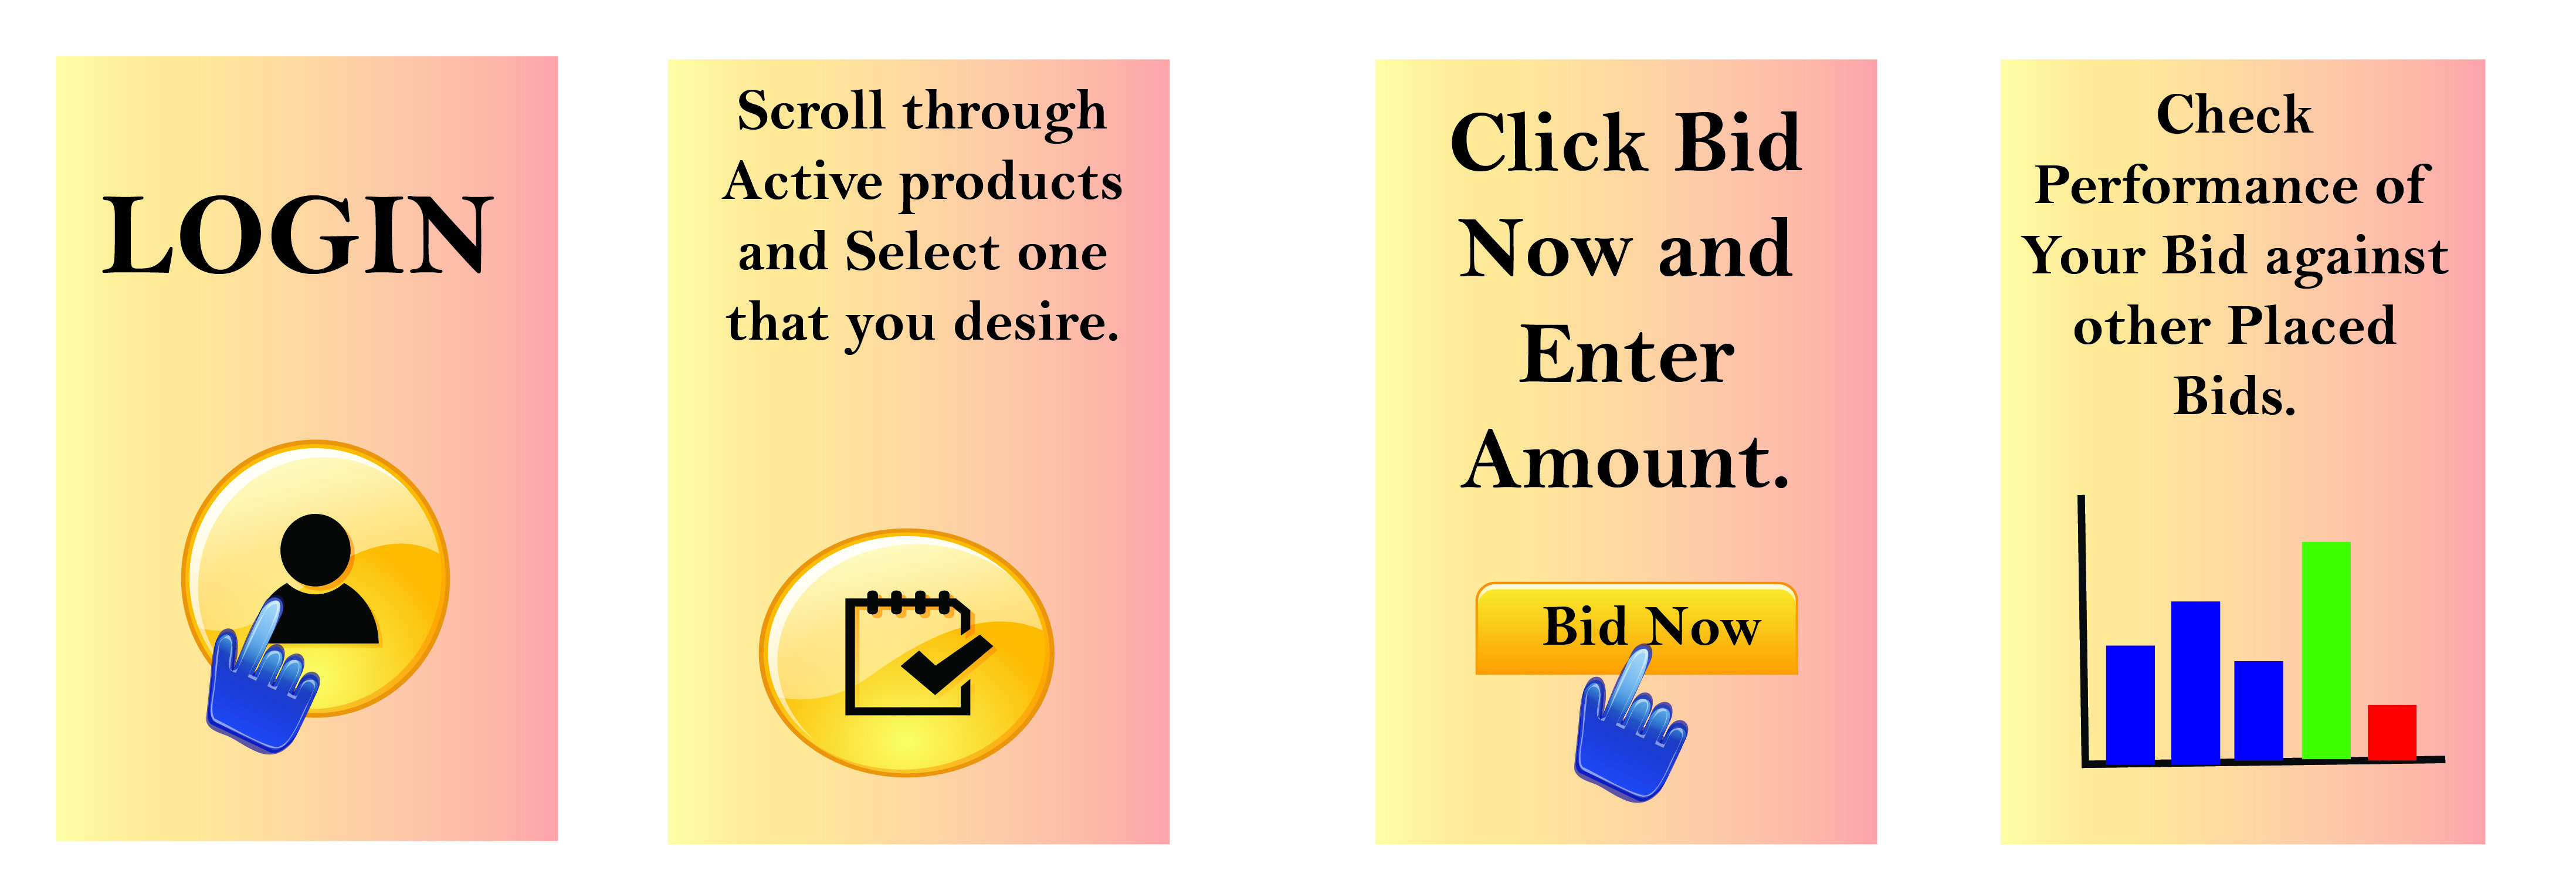 LOGIN
Scroll through
Active products
and Select one
that you desire.
Click Bid
Now and
Enter
Amount.
Bid Now
Check
Performance of
Your Bid against
other Placed
Bids.